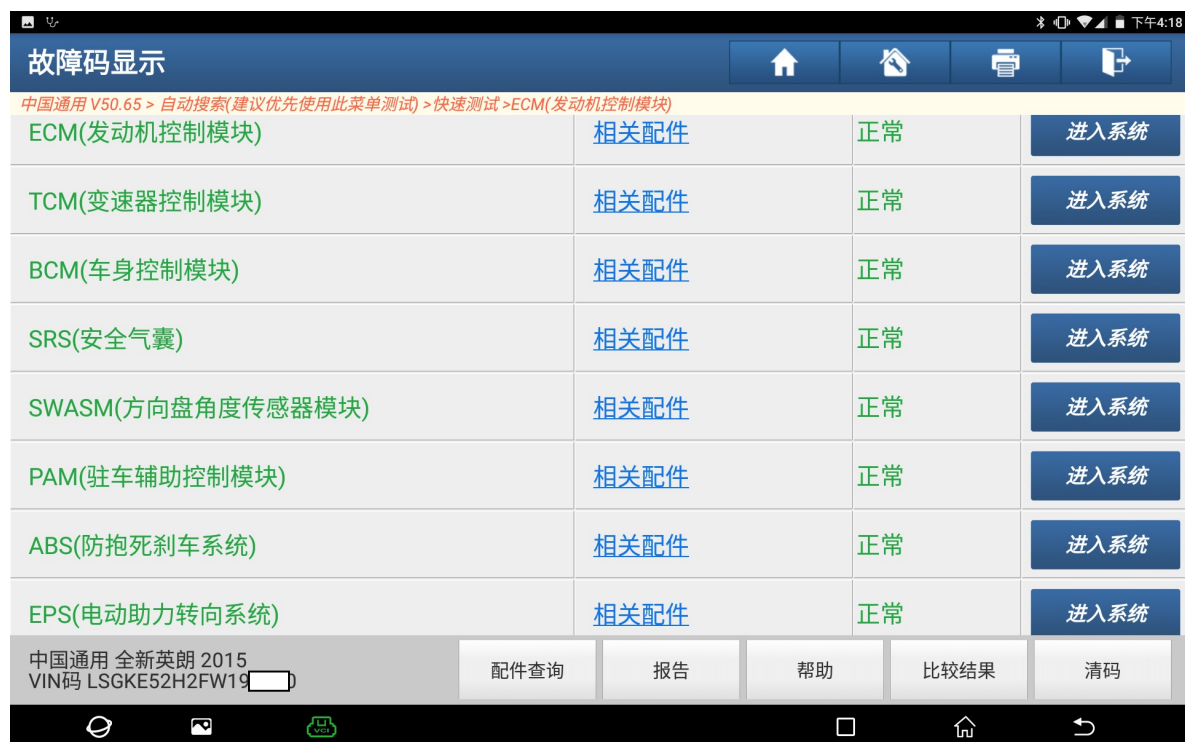 下午4:18
故障码显示
中国通用 V50.65 > 自动搜索(建议优先使用此菜单测试) >快速测试 >ECM(发动机控制模块)
ECM(发动机控制模块) 相关配件 正常 进入系统
TCM(变速器控制模块) 相关配件 正常 进入系统
BCM(车身控制模块) 相关配件 正常 进入系统
SRS(安全气囊) 相关配件 正常 进入系统
SWASM(方向盘角度传感器模块) 相关配件 正常 进入系统
PAM(驻车辅助控制模块) 相关配件 正常 进入系统
ABS(防抱死刹车系统) 相关配件 正常 进入系统
EPS(电动助力转向系统) 相关配件 正常 进入系统
中国通用 全新英朗 2015
VIN码 LSGKE52H2FW19
配件查询 报告 帮助 比较结果 清码
VCI